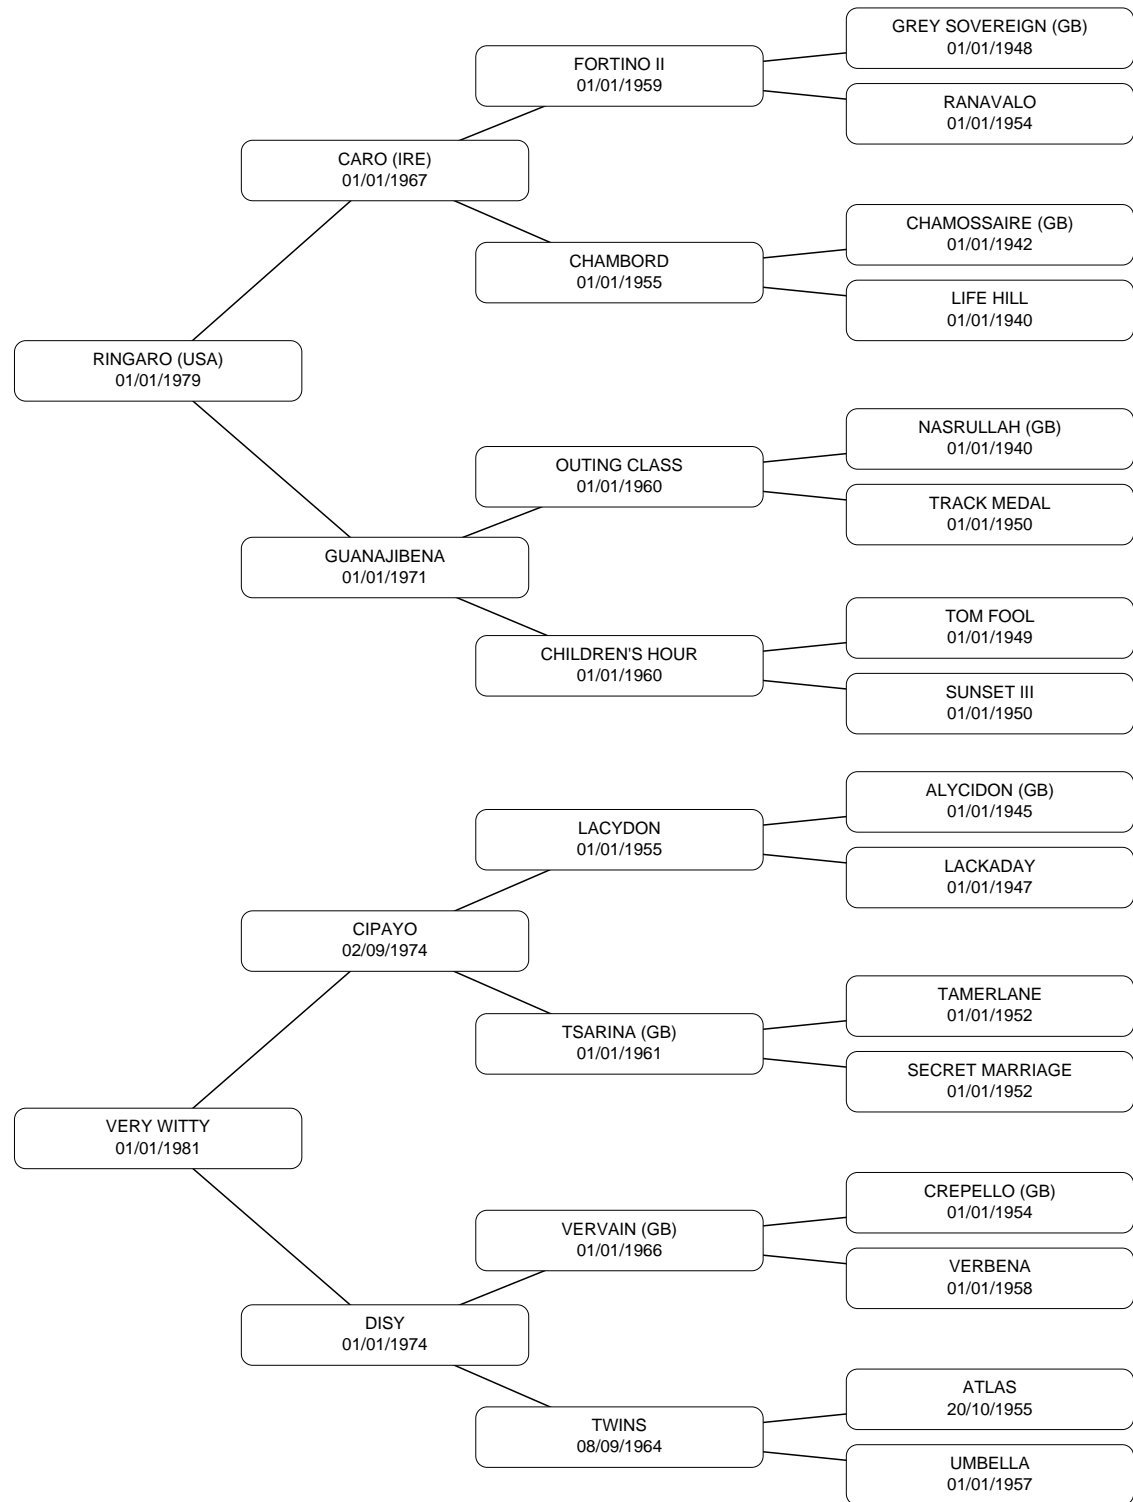 GREY SOVEREIGN (GB)
01/01/1948
FORTINO II
01/01/1959
RANAVALO
01/01/1954
CARO (IRE)
01/01/1967
CHAMOSSAIRE (GB)
01/01/1942
CHAMBORD
01/01/1955
LIFE HILL
01/01/1940
RINGARO (USA)
01/01/1979
NASRULLAH (GB)
01/01/1940
OUTING CLASS
01/01/1960
TRACK MEDAL
01/01/1950
GUANAJIBENA
01/01/1971
TOM FOOL
01/01/1949
CHILDREN'S HOUR
01/01/1960
SUNSET III
01/01/1950
ALYCIDON (GB)
01/01/1945
LACYDON
01/01/1955
LACKADAY
01/01/1947
CIPAYO
02/09/1974
TAMERLANE
01/01/1952
TSARINA (GB)
01/01/1961
SECRET MARRIAGE
01/01/1952
VERY WITTY
01/01/1981
CREPELLO (GB)
01/01/1954
VERVAIN (GB)
01/01/1966
VERBENA
01/01/1958
DISY
01/01/1974
ATLAS
20/10/1955
TWINS
08/09/1964
UMBELLA
01/01/1957